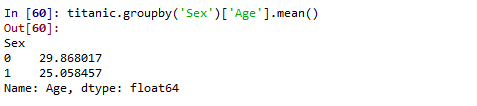 In [60]: titanic.groupby('Sex')['Age'].mean()
Out[60]:
Sex
0    29.868017
1    25.058457
Name: Age, dtype: float64